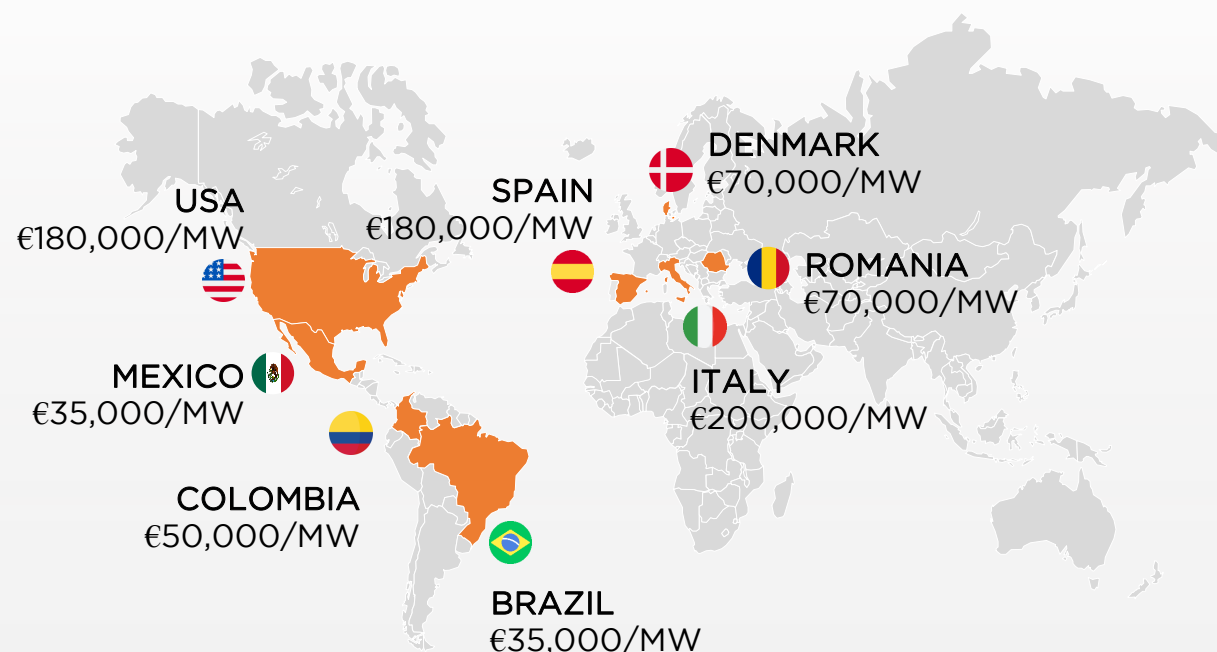 DENMARK
€70,000/MW
SPAIN
€180,000/MW
USA
€180,000/MW
ROMANIA
€70,000/MW
MEXICO
€35,000/MW
ITALY
€200,000/MW
COLOMBIA
€50,000/MW
BRAZIL
€35,000/MW